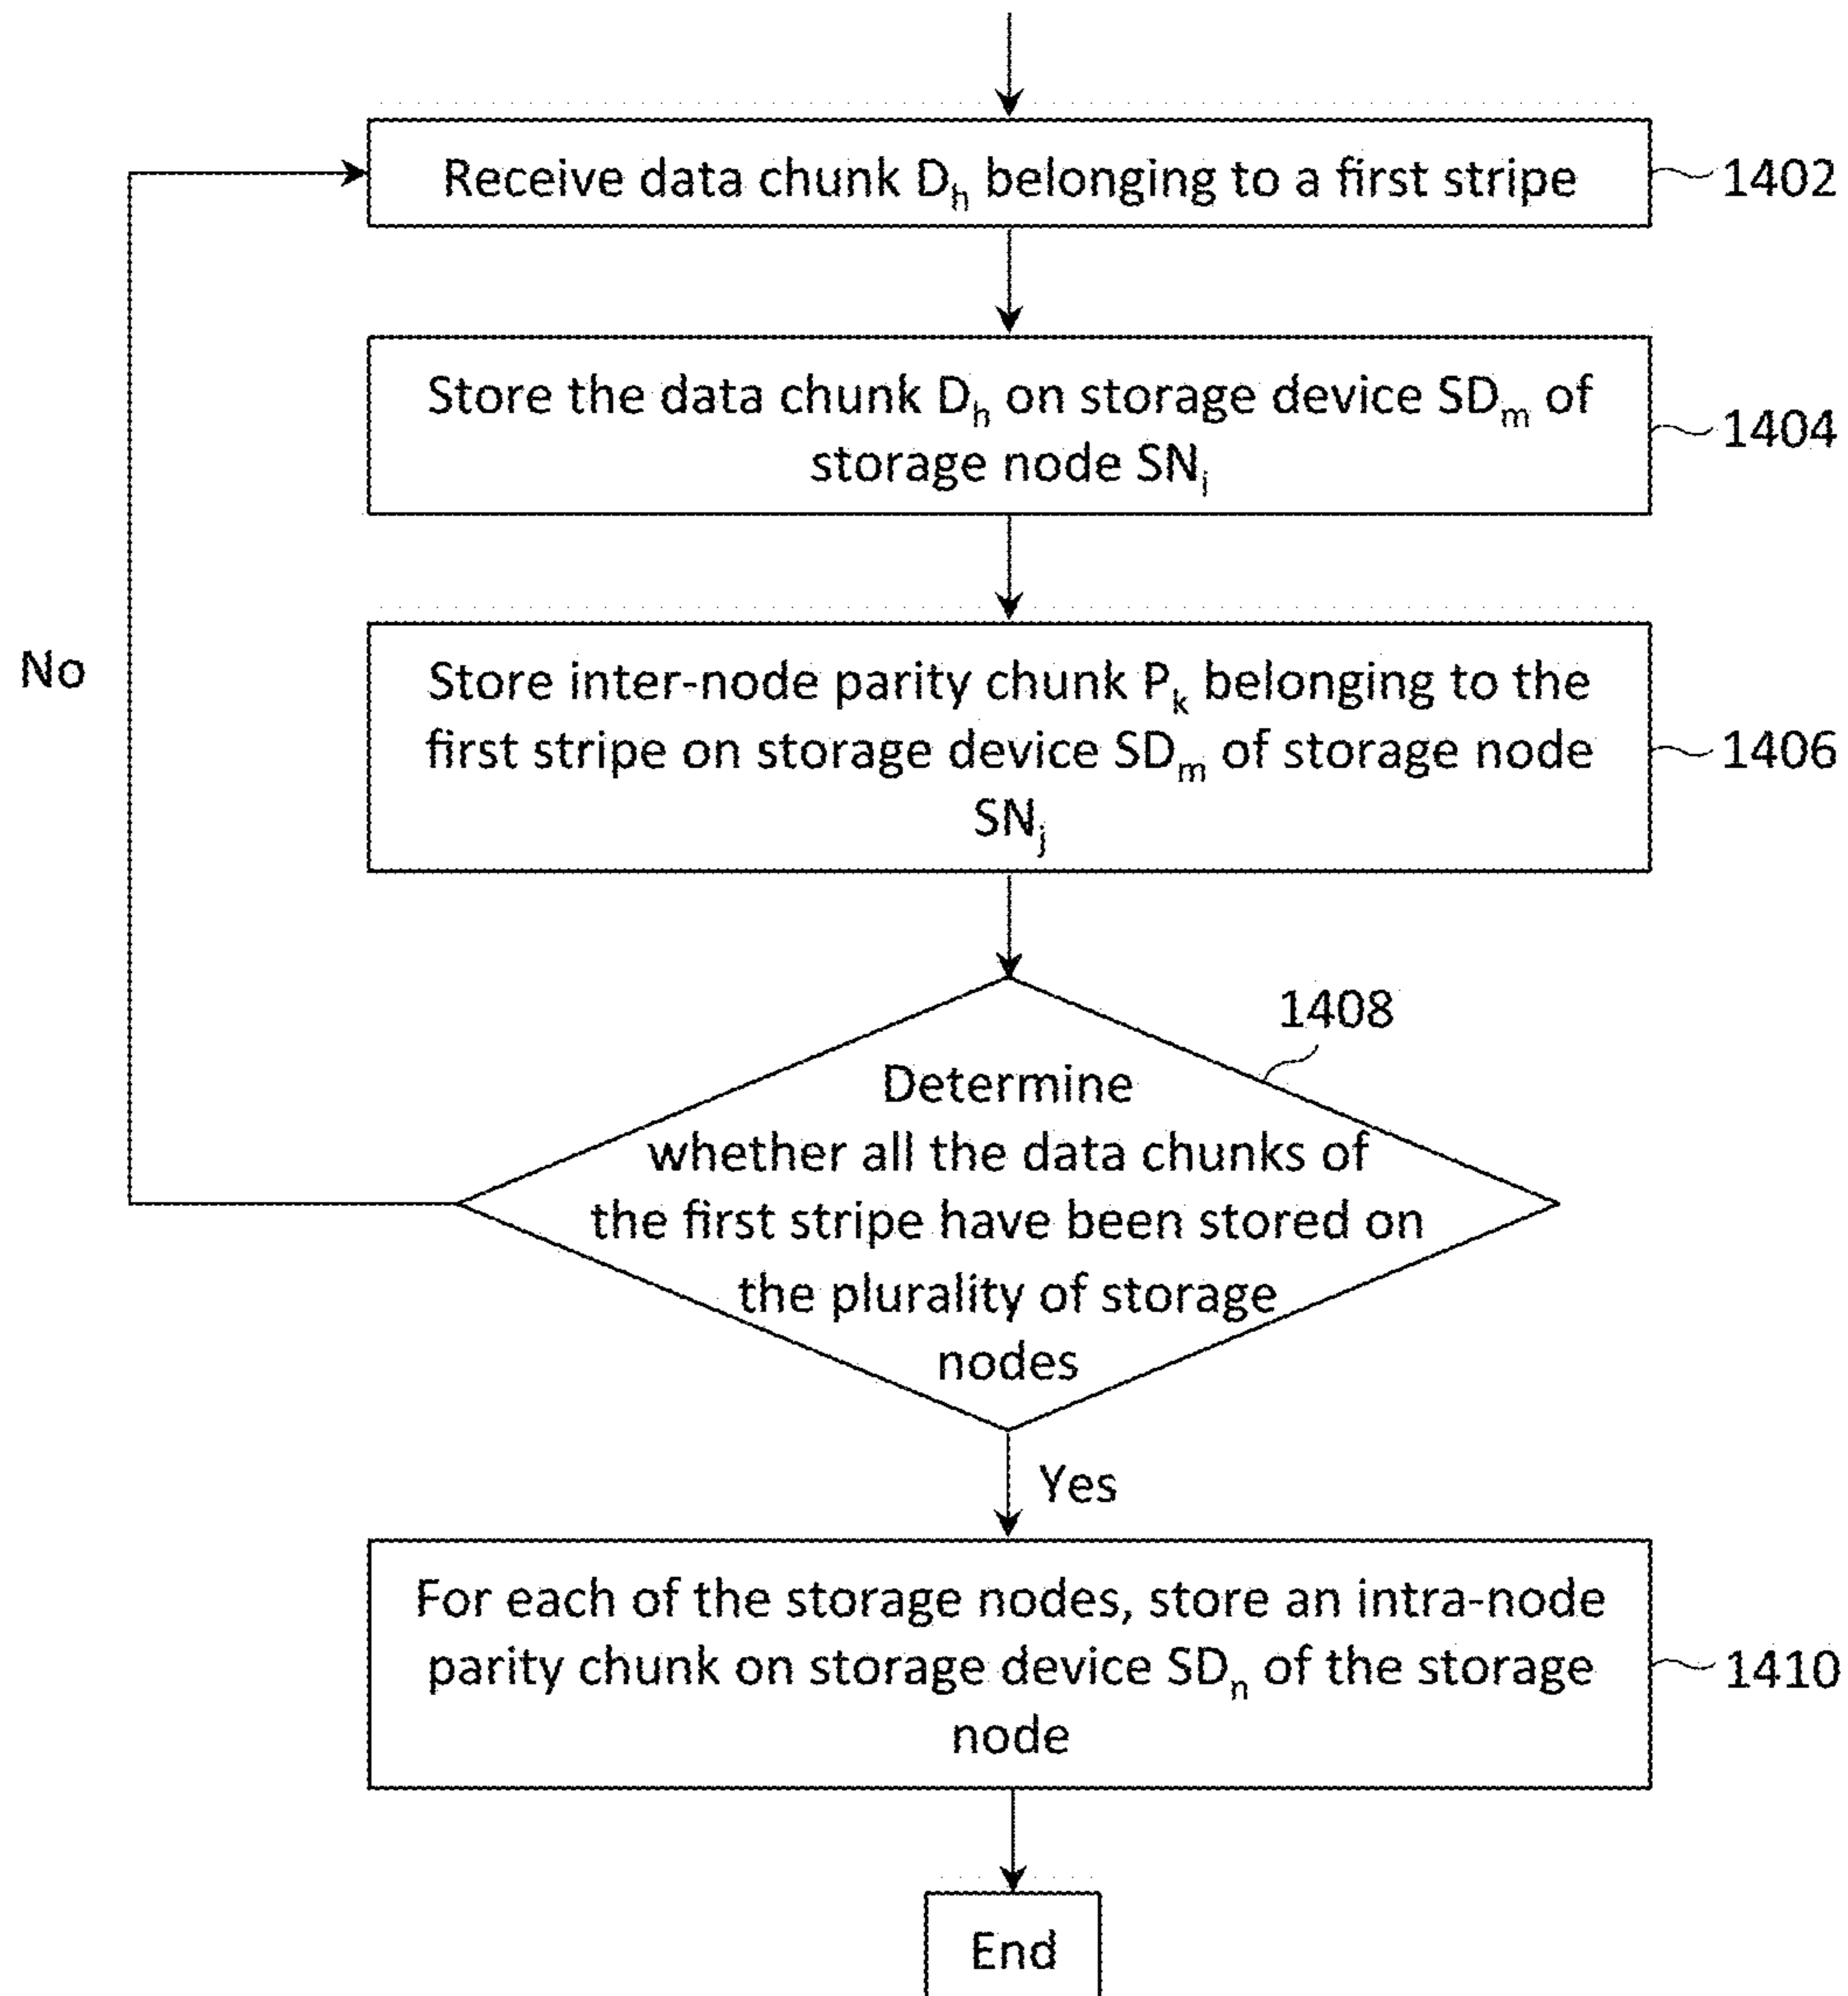 Receive data chunk Dh belonging to a first stripe
1402
Store the data chunk Dh on storage device SDm of
storage node SNi
1404
Store inter-node parity chunk Pk belonging to the
first stripe on storage device SDm of storage node
SNj
1406
No
1408
Determine
whether all the data chunks of
the first stripe have been stored on
the plurality of storage
nodes
Yes
For each of the storage nodes, store an intra-node
parity chunk on storage device SDn of the storage
node
1410
End